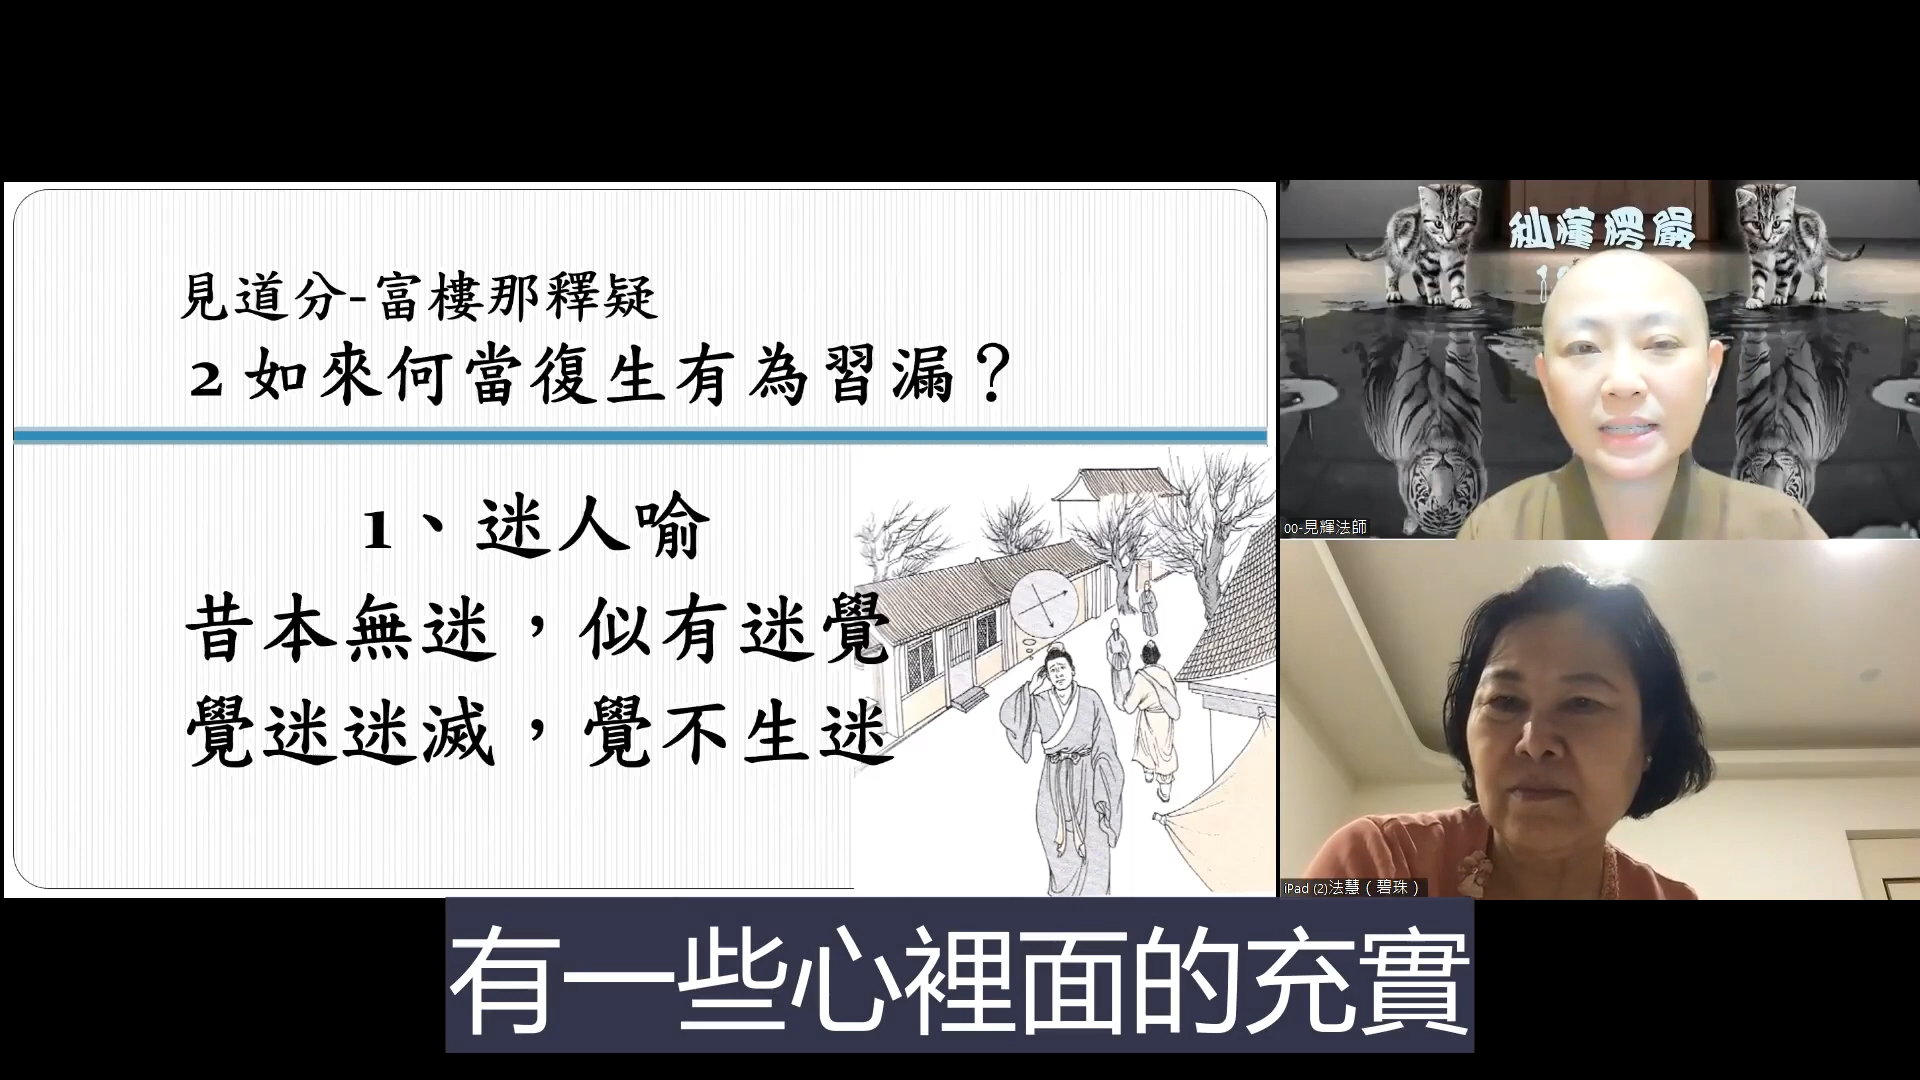 見道分-富樓那釋疑
2如來何當復生有為習漏？
1、迷人喻
昔本無迷，似有迷覺
覺迷迷滅，覺不生迷
秒懂楞嚴
00-見輝法師
iPad (2)法慧（碧珠）
有一些心裡面的充實